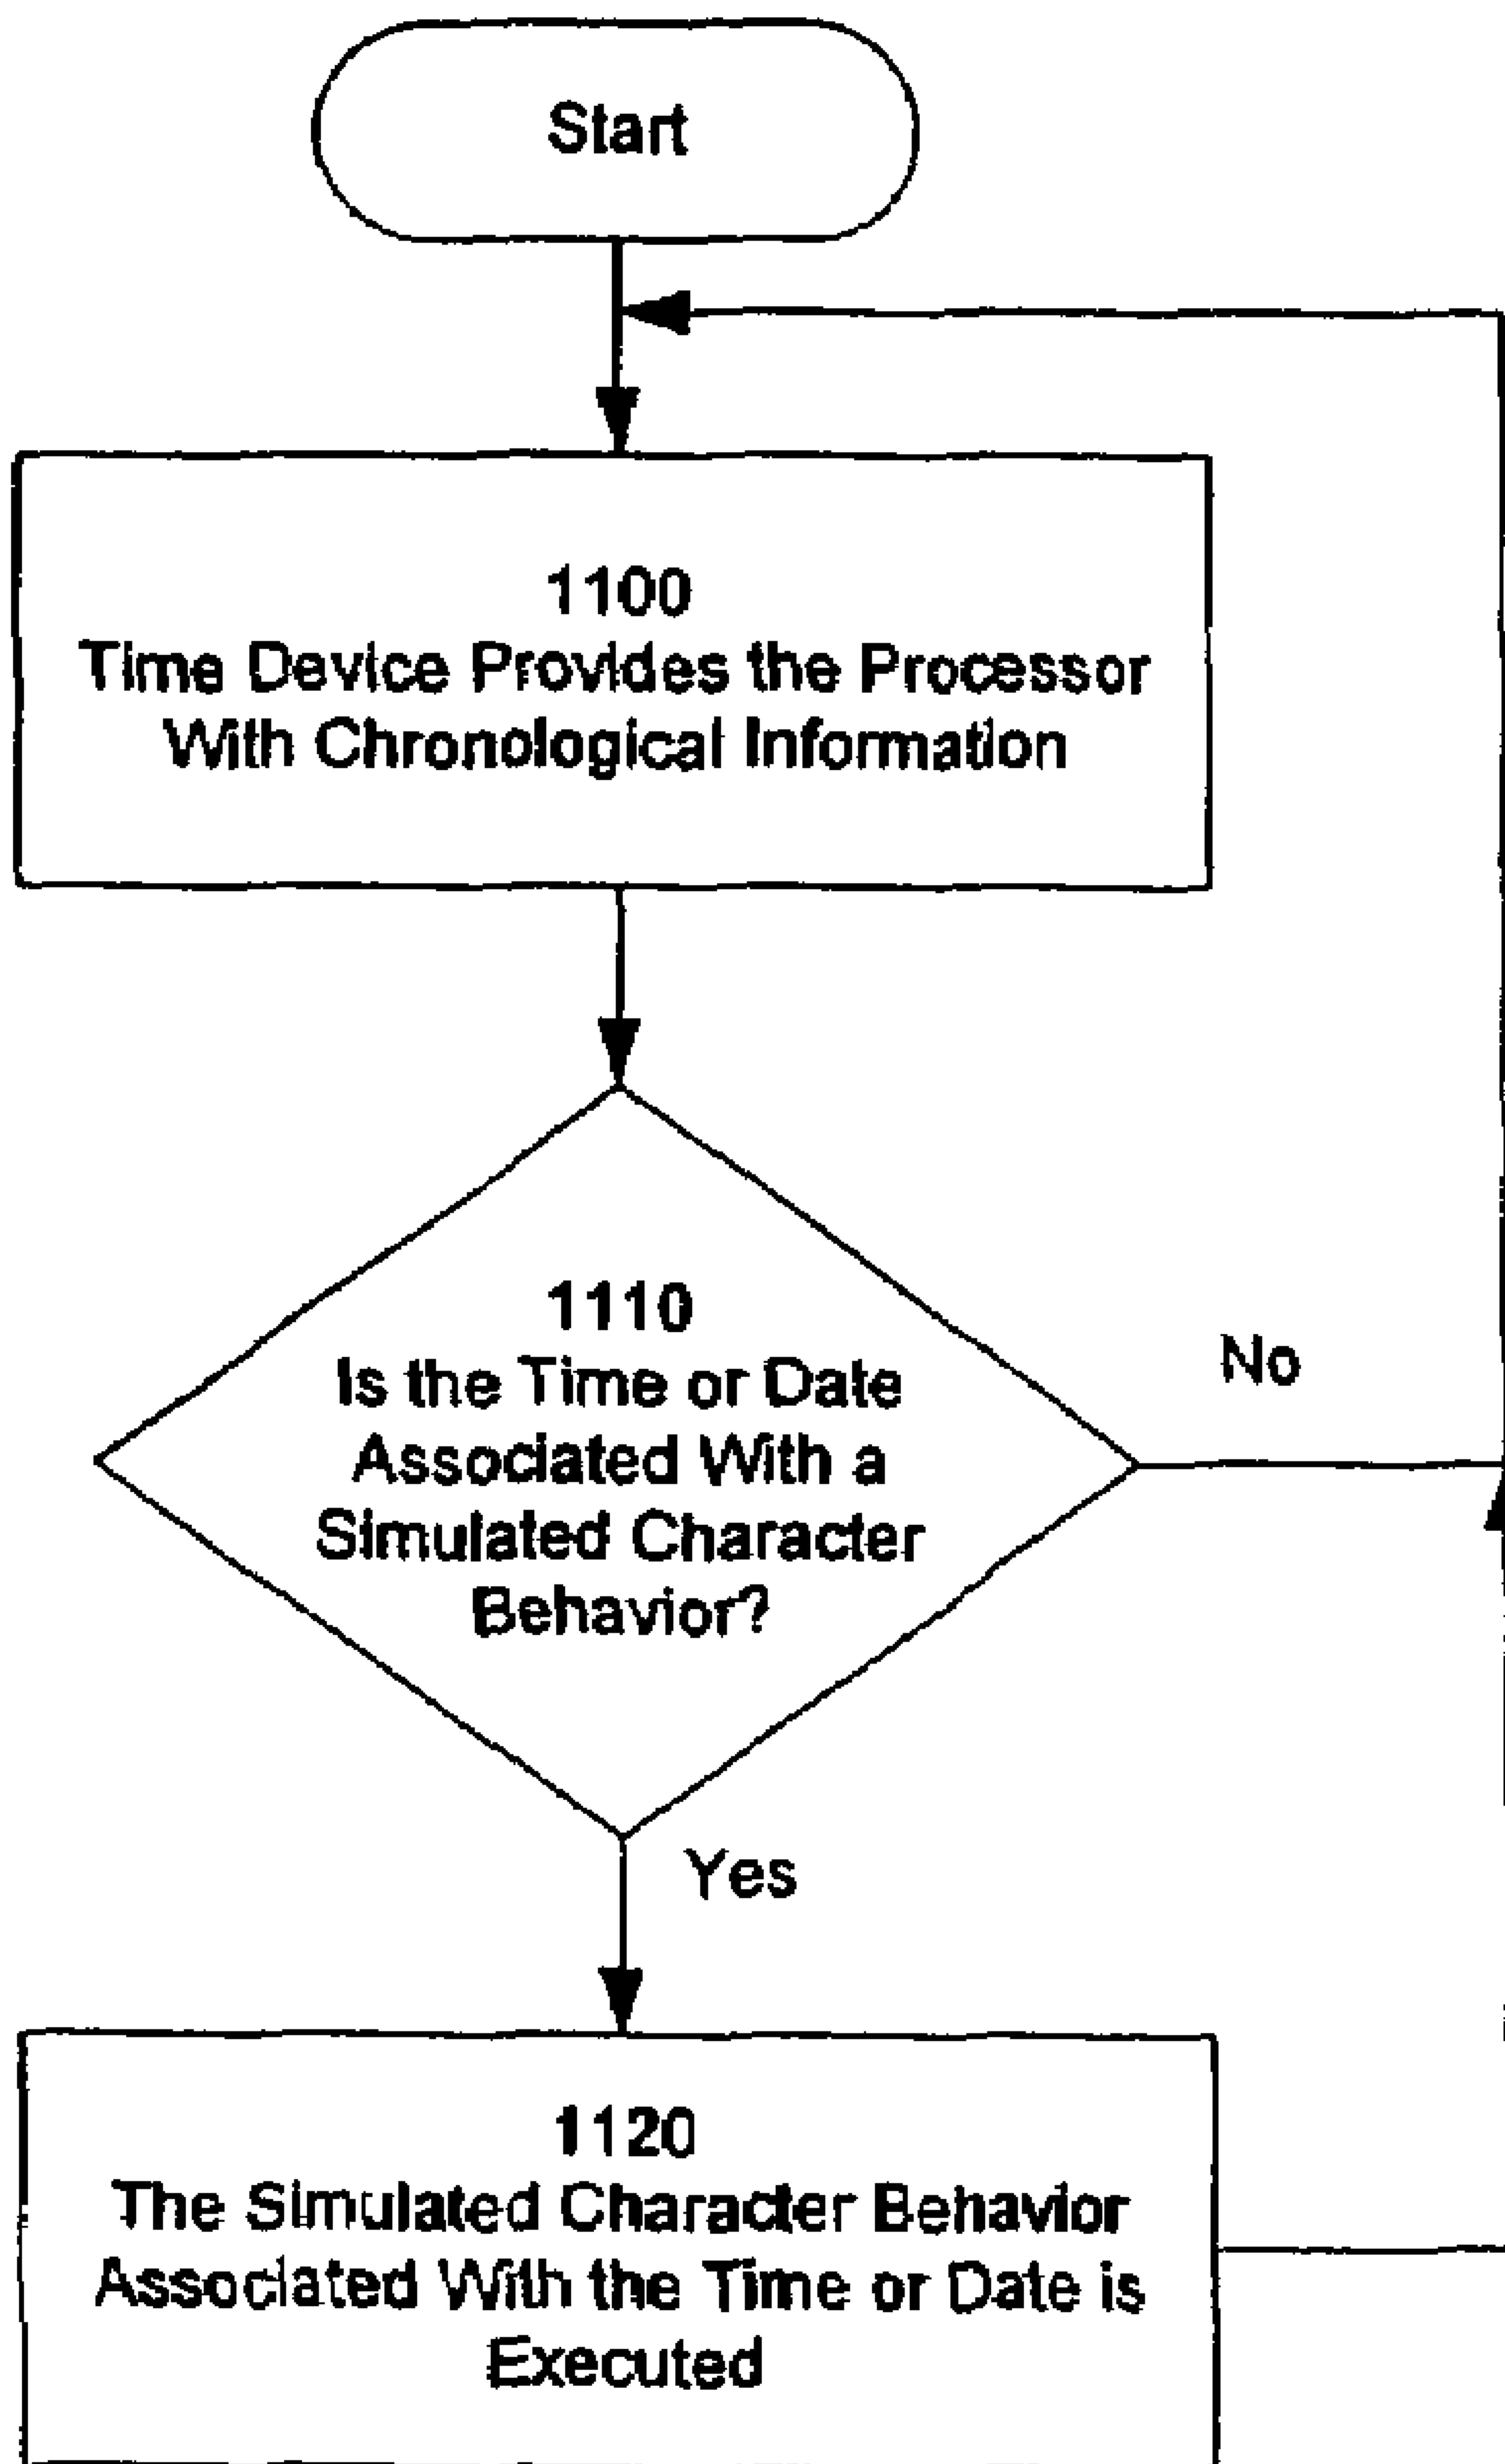 Start
1100
Time Device Provides the Processor
With Chronological Information
1110
Is the Time or Date
Associated With a
Simulated Character
Behavior?
No
Yes
1120
The Simulated Character Behavior
Associated With the Time or Date is
Executed